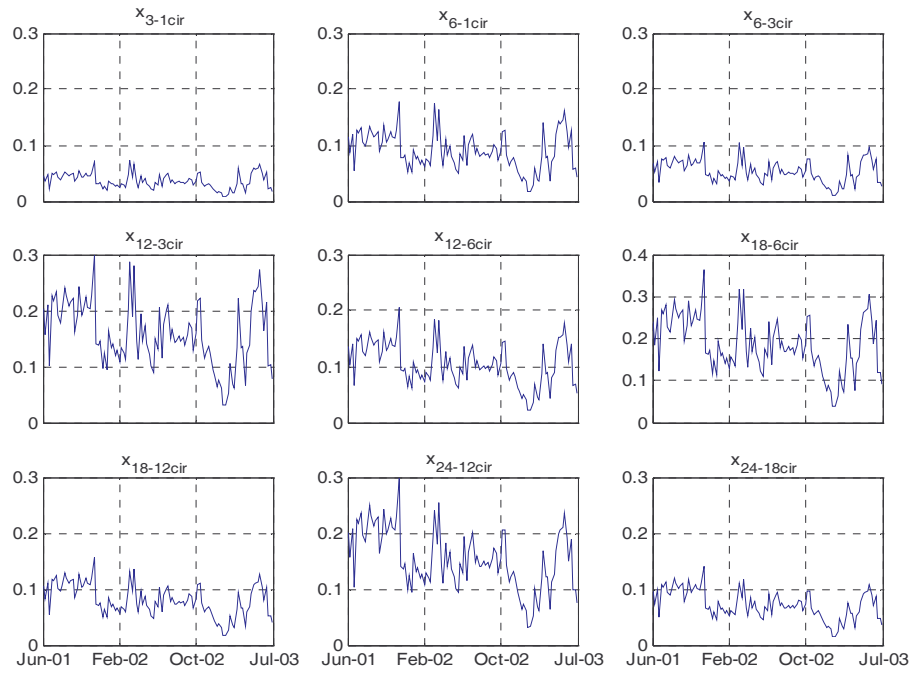 x3-1cir x6-1cir x6-3cir
0.3 0.3 0.3
0.2 0.2 0.2
0.1 0.1 0.1
0 0 0
x12-3cir x12-6cir x18-6cir
0.3 0.3 0.4
0.2 0.2 0.3
0.1 0.1 0.2
0 0 0.1
0
x18-12cir x24-12cir x24-18cir
0.3 0.3 0.3
0.2 0.2 0.2
0.1 0.1 0.1
0 0 0
Jun-01 Feb-02 Oct-02 Jul-03 Jun-01 Feb-02 Oct-02 Jul-03 Jun-01 Feb-02 Oct-02 Jul-03